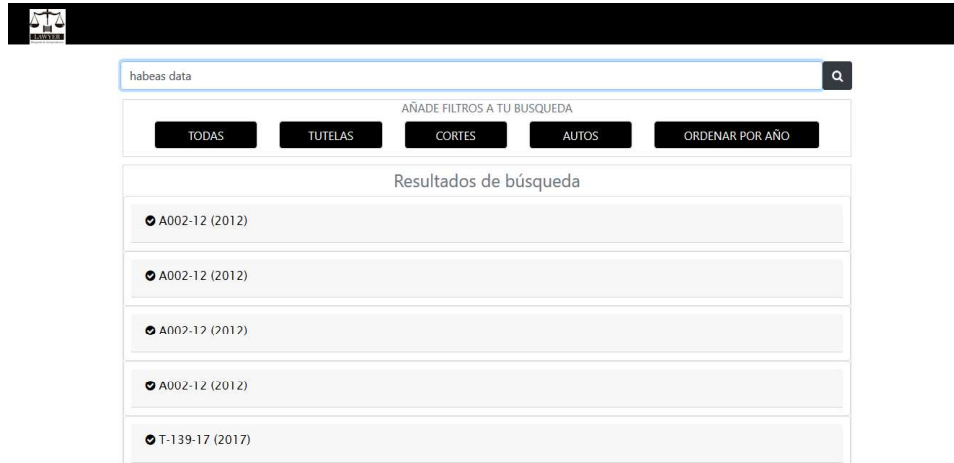 LAWYER
habeas data
AÑADE FILTROS A TU BUSQUEDA
TODAS TUTELAS CORTES AUTOS ORDENAR POR AÑO
Resultados de búsqueda
A002-12 (2012)
A002-12 (2012)
A002-12 (2012)
A002-12 (2012)
T-139-17 (2017)